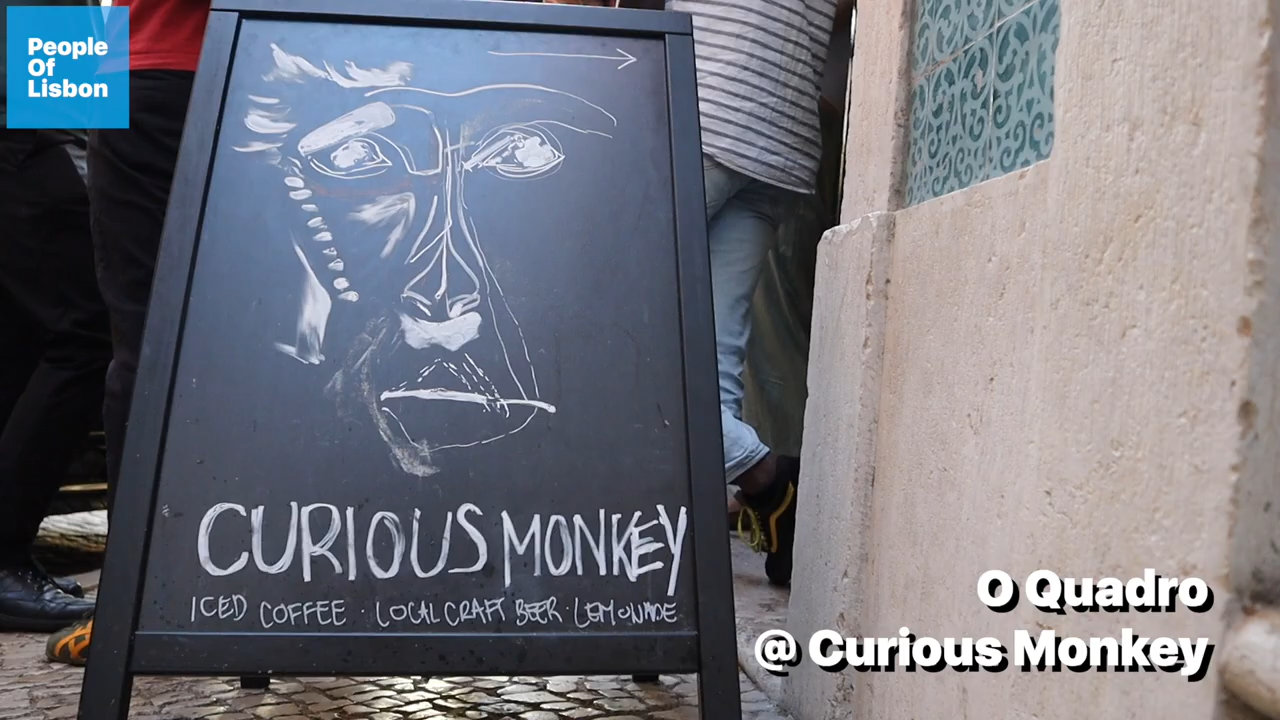 People
Of
Lisbon
CURIOUS MONKEY
ICED COFFEE · LOCAL CRAFT BEER · LEMONADE
O Quadro
@ Curious Monkey